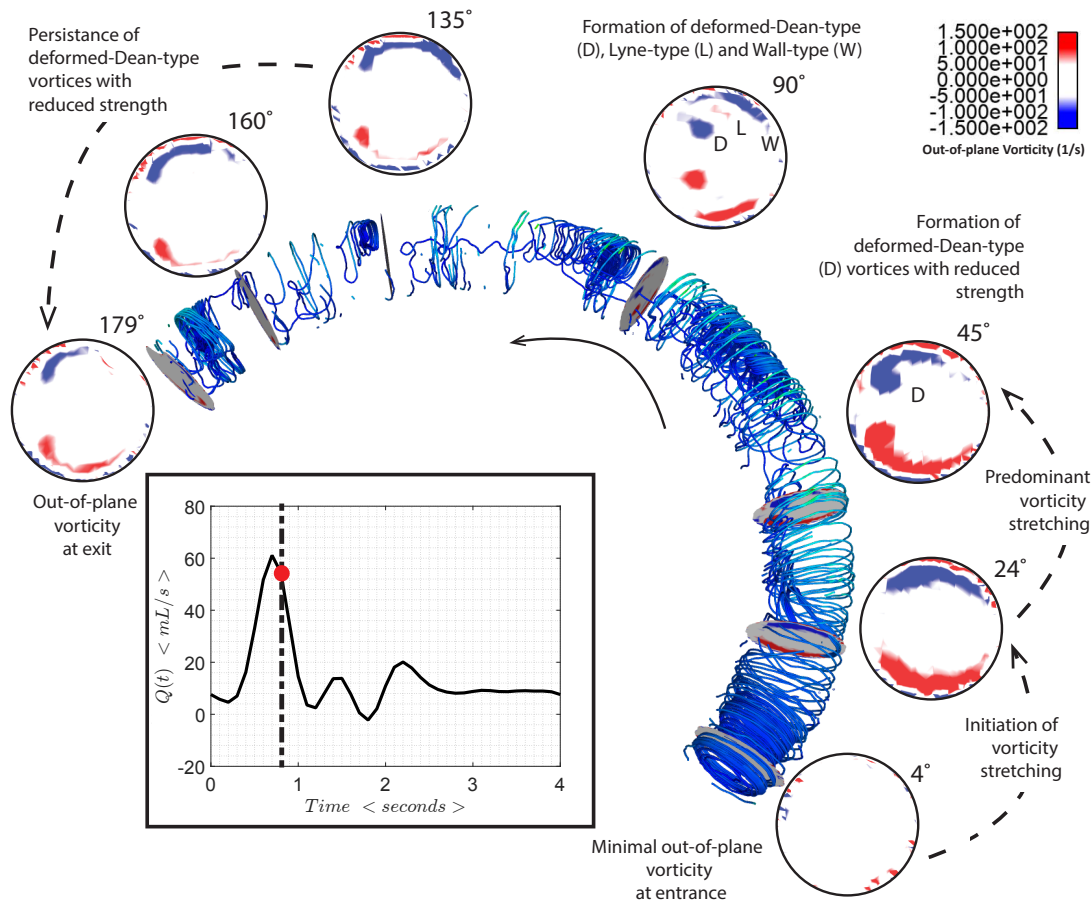 Persistance of
deformed-Dean-type
vortices with
reduced strength
135°
Formation of deformed-Dean-type
(D), Lyne-type (L) and Wall-type (W)
90°
L
D
W
1.500e+002
1.000e+002
5.000e+001
0.000e+000
-5.000e+001
-1.000e+002
-1.500e+002
Out-of-plane Vorticity (1/s)
160°
Formation of
deformed-Dean-type
(D) vortices with reduced
strength
45°
D
179°
Out-of-plane
vorticity
at exit
Predominant
vorticity
stretching
24°
Initiation of
vorticity
stretching
4°
Minimal out-of-plane
vorticity
at entrance
80
60
40
20
0
-20
Q(t) < mL/s >
0 1 2 3 4
Time < seconds >